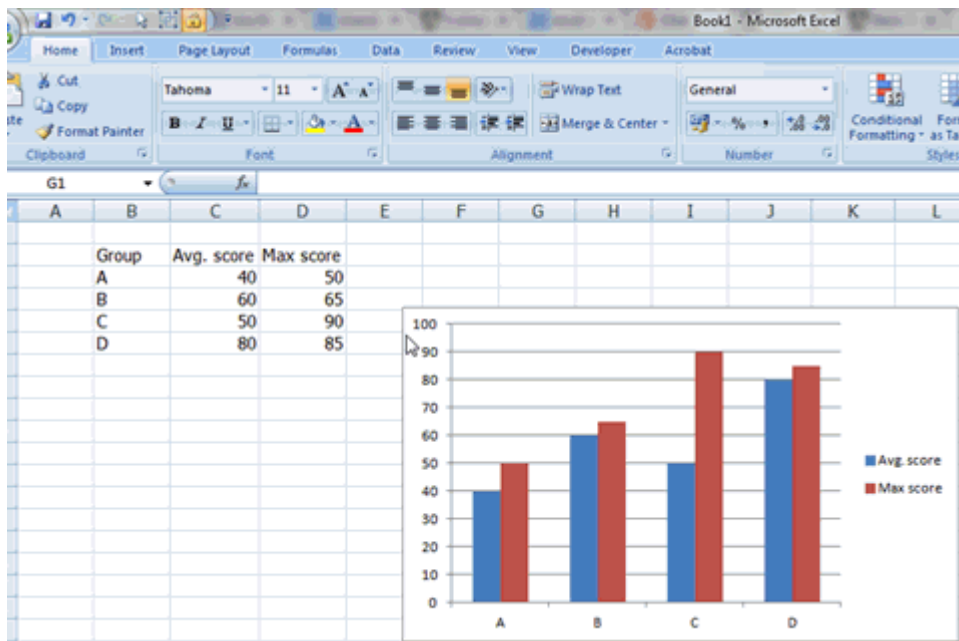 Book1 - Microsoft Excel
Home Insert Page Layout Formulas Data Review View Developer Acrobat
Cut
Copy
Format Painter
Clipboard
Tahoma 11 A A
B I U A
Font
Wrap Text
Merge & Center
Alignment
General
% ,
Number
Conditional
Formatting
as Ta
Styles
G1 fx
A B C D E F G H I J K L
Group Avg. score Max score
A 40 50
B 60 65
C 50 90
D 80 85
100
90
80
70
60
50
40
30
20
10
0
A B C D
Avg. score
Max score